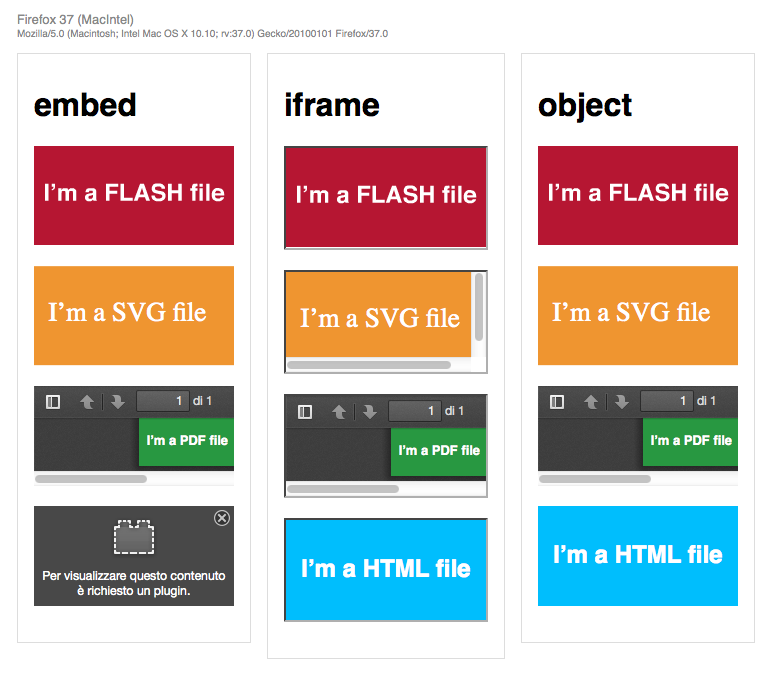 Firefox 37 (MacIntel)
Mozilla/5.0 (Macintosh; Intel Mac OS X 10.10; rv:37.0) Gecko/20100101 Firefox/37.0
embed
I'm a FLASH file
I'm a SVG file
1 di 1
I'm a PDF file
Per visualizzare questo contenuto
è richiesto un plugin.
iframe
I'm a FLASH file
I'm a SVG file
1 di 1
I'm a PDF file
I'm a HTML file
object
I'm a FLASH file
I'm a SVG file
1 di 1
I'm a PDF file
I'm a HTML file